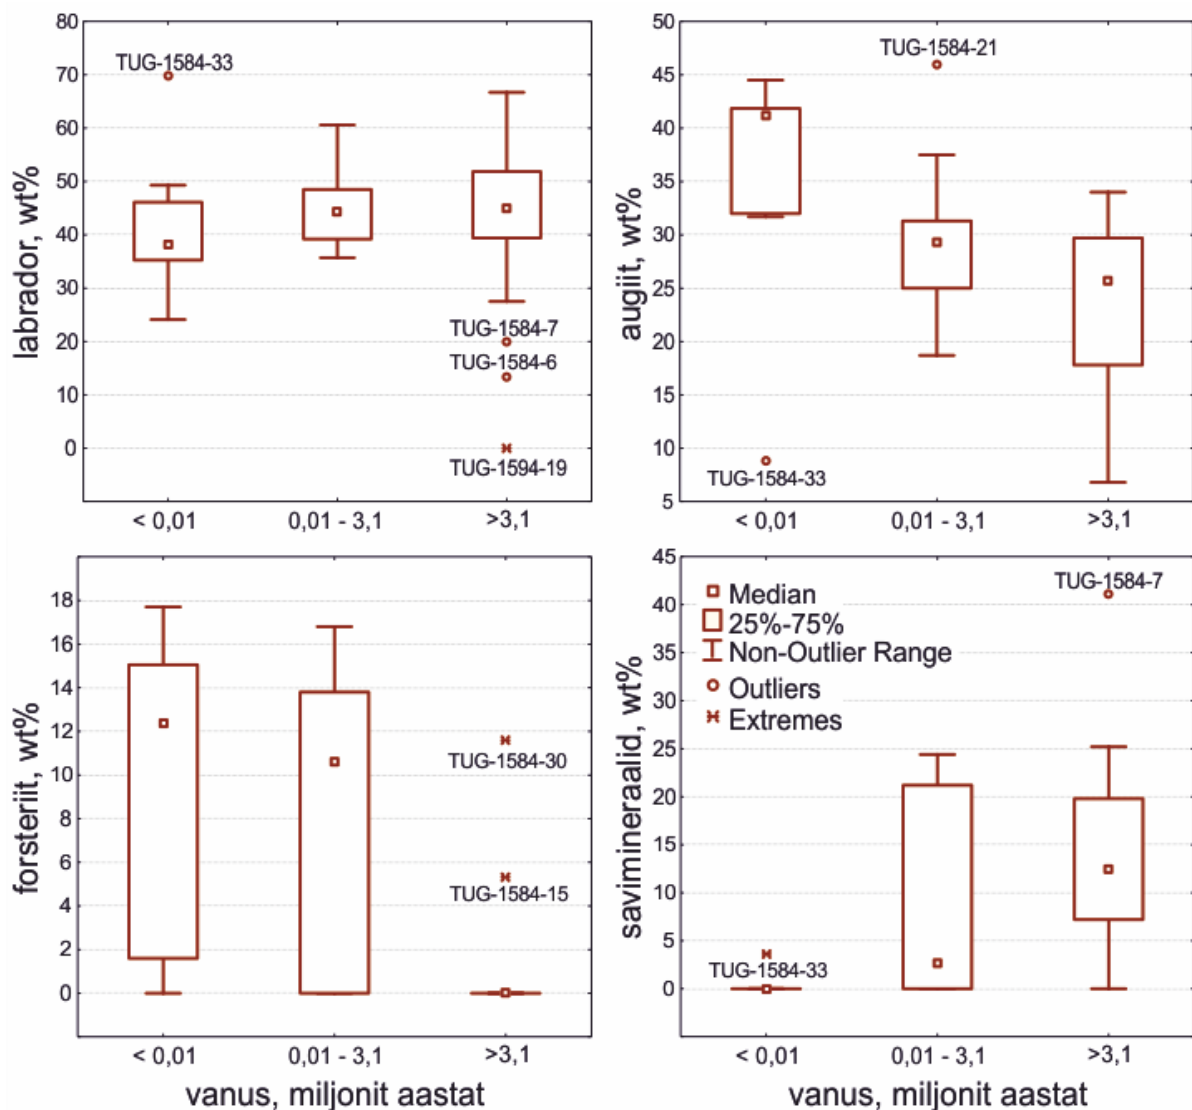 labrador, wt%
80
70
60
50
40
30
20
10
0
TUG-1584-33
TUG-1584-7
TUG-1584-6
TUG-1594-19
< 0,01
0,01 - 3,1
>3,1
augiit, wt%
50
45
40
35
30
25
20
15
10
5
TUG-1584-21
TUG-1584-33
< 0,01
0,01 - 3,1
>3,1
forsteriit, wt%
18
16
14
12
10
8
6
4
2
0
TUG-1584-30
TUG-1584-15
< 0,01
0,01 - 3,1
>3,1
vanus, miljonit aastat
savimineraalid, wt%
45
40
35
30
25
20
15
10
5
0
Median
25%-75%
Non-Outlier Range
Outliers
Extremes
TUG-1584-7
TUG-1584-33
< 0,01
0,01 - 3,1
>3,1
vanus, miljonit aastat